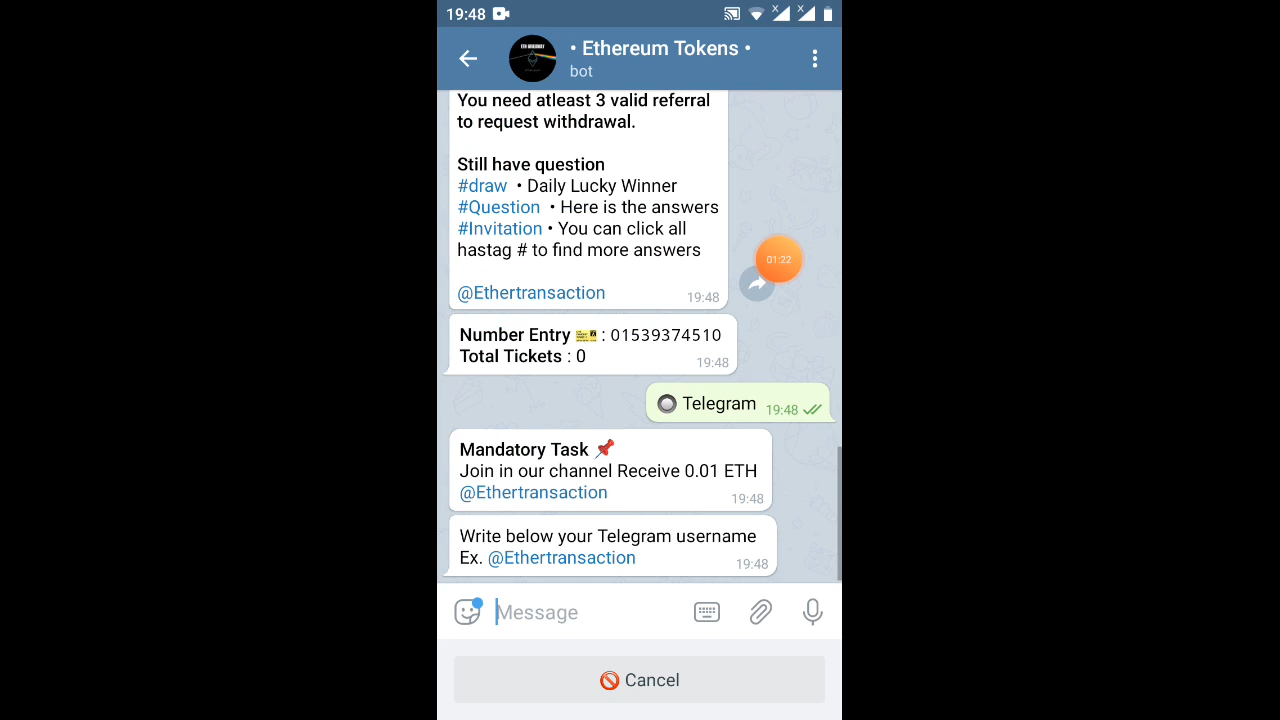 19:48
• Ethereum Tokens •
bot
You need atleast 3 valid referral
to request withdrawal.
Still have question
#draw • Daily Lucky Winner
#Question • Here is the answers
#Invitation • You can click all
hastag # to find more answers
@Ethertransaction
19:48
01:22
Number Entry 🎫 : 01539374510
Total Tickets : 0
19:48
🔘 Telegram 19:48
Mandatory Task 📌
Join in our channel Receive 0.01 ETH
@Ethertransaction
19:48
Write below your Telegram username
Ex. @Ethertransaction
19:48
Message
🚫 Cancel